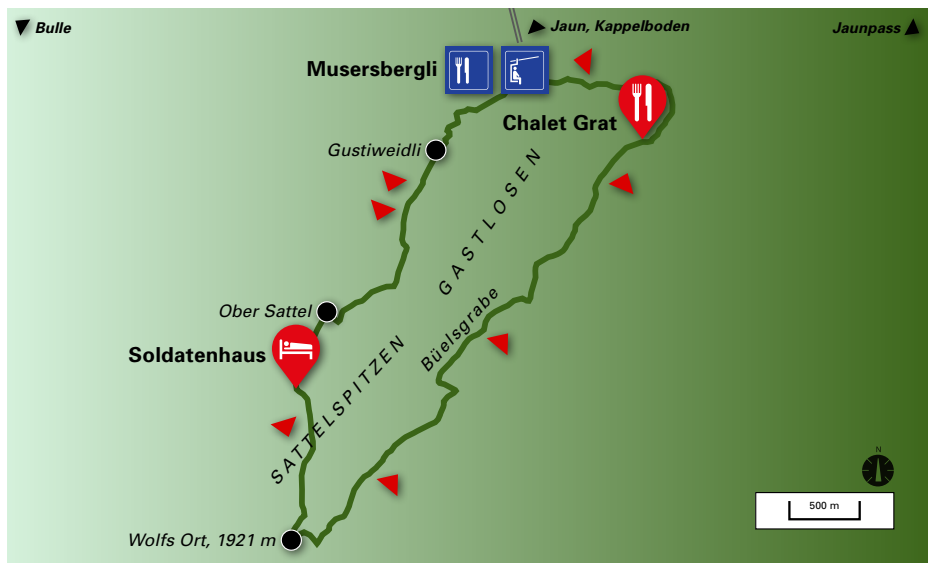 Bulle
Jaun, Kappelboden
Jaunpass
Musersbergli
Chalet Grat
Gustiweidli
GASTLOSEN
Ober Sattel
Büelsgrabe
Soldatenhaus
SATTELSPITZEN
N
500 m
Wolfs Ort, 1921 m